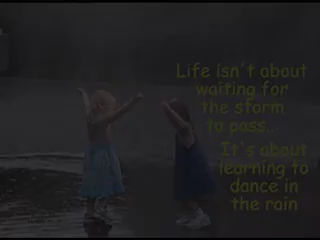 Life isn't about
waiting for
the storm
to pass...
It's about
learning to
dance in
the rain